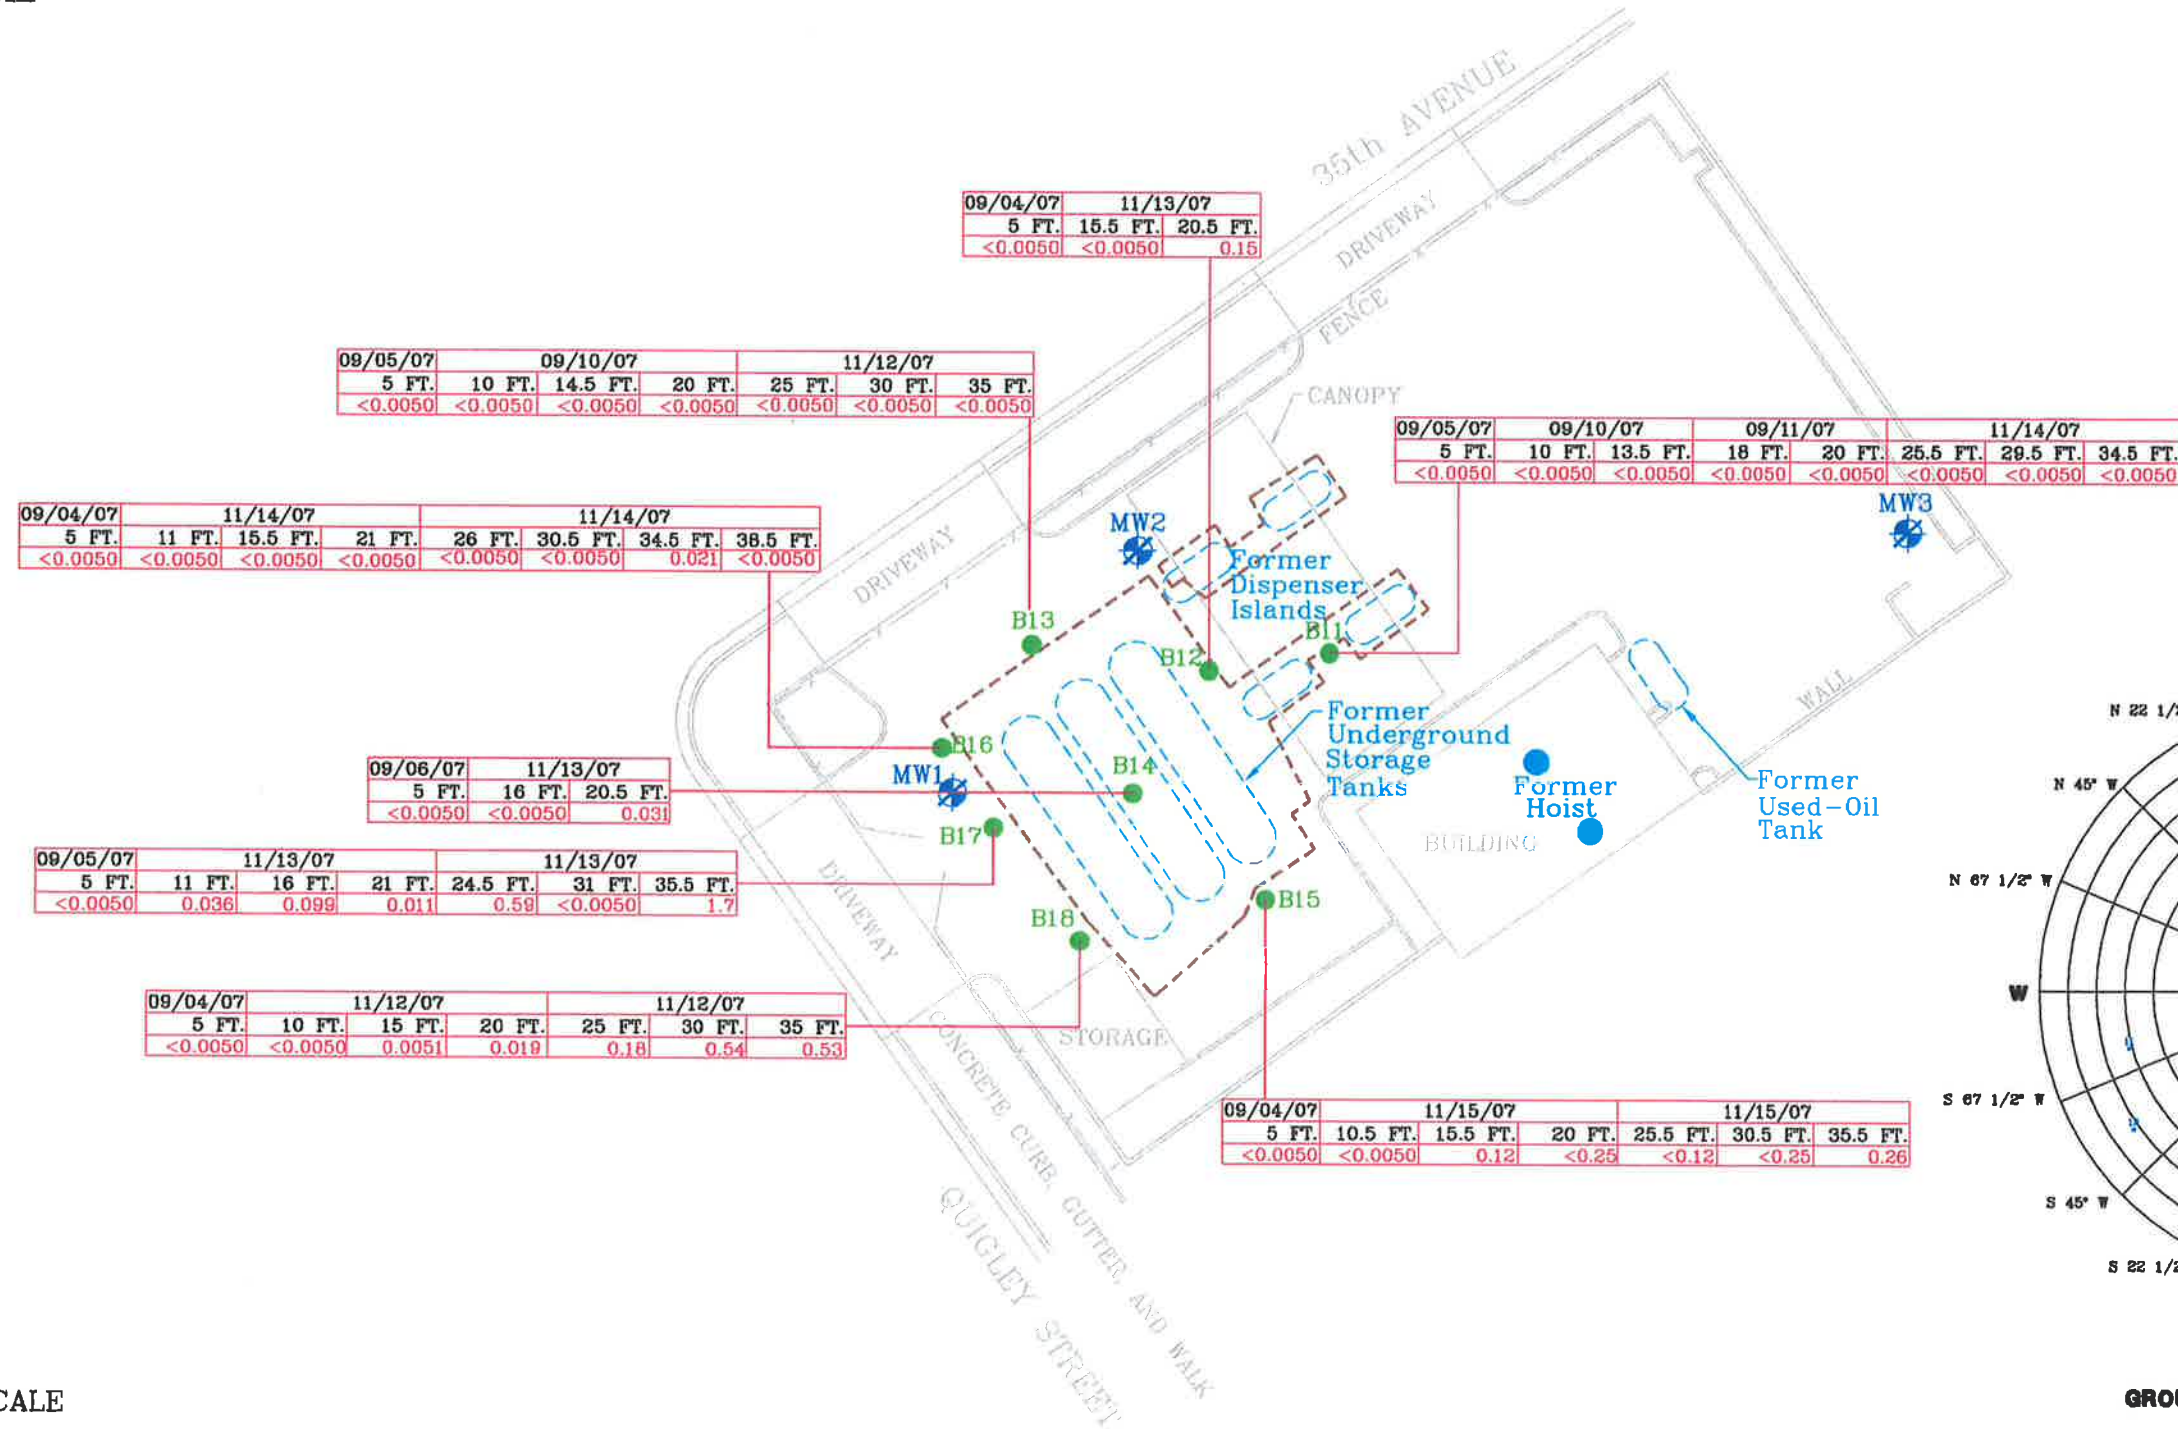 35th AVENUE
09/04/07 11/13/07
5 FT. 15.5 FT. 20.5 FT.
<0.0050 <0.0050 0.15
DRIVEWAY
FENCE
CANOPY
09/05/07 09/10/07 11/12/07
5 FT. 10 FT. 14.5 FT. 20 FT. 25 FT. 30 FT. 35 FT.
<0.0050 <0.0050 <0.0050 <0.0050 <0.0050 <0.0050 <0.0050
09/05/07 09/10/07 09/11/07 11/14/07
5 FT. 10 FT. 13.5 FT. 18 FT. 20 FT. 25.5 FT. 29.5 FT. 34.5 FT.
<0.0050 <0.0050 <0.0050 <0.0050 <0.0050 <0.0050 <0.0050 <0.0050
09/04/07 11/14/07 11/14/07
5 FT. 11 FT. 15.5 FT. 21 FT. 26 FT. 30.5 FT. 34.5 FT. 38.5 FT.
<0.0050 <0.0050 <0.0050 <0.0050 <0.0050 <0.0050 0.021 <0.0050
MW3
MW2
DRIVEWAY
Former
Dispenser
Islands
B13
B11
B12
WALL
Former
Underground
Storage
Tanks
B16
MW1
B14
09/06/07 11/13/07
5 FT. 16 FT. 20.5 FT.
<0.0050 <0.0050 0.031
Former
Hoist
Former
Used-Oil
Tank
BUILDING
B17
09/05/07 11/13/07 11/13/07
5 FT. 11 FT. 16 FT. 21 FT. 24.5 FT. 31 FT. 35.5 FT.
<0.0050 0.036 0.099 0.011 0.59 <0.0050 1.7
DRIVEWAY
B15
B18
09/04/07 11/12/07 11/12/07
5 FT. 10 FT. 15 FT. 20 FT. 25 FT. 30 FT. 35 FT.
<0.0050 <0.0050 0.0051 0.019 0.18 0.54 0.53
STORAGE
CONCRETE CURB, GUTTER, AND WALK
09/04/07 11/15/07 11/15/07
5 FT. 10.5 FT. 15.5 FT. 20 FT. 25.5 FT. 30.5 FT. 35.5 FT.
<0.0050 <0.0050 0.12 <0.25 <0.12 <0.25 0.26
QUIGLEY STREET
N 22 1/2
N 45° W
N 67 1/2° W
W
S 67 1/2° W
S 45° W
S 22 1/2
CALE
GROU